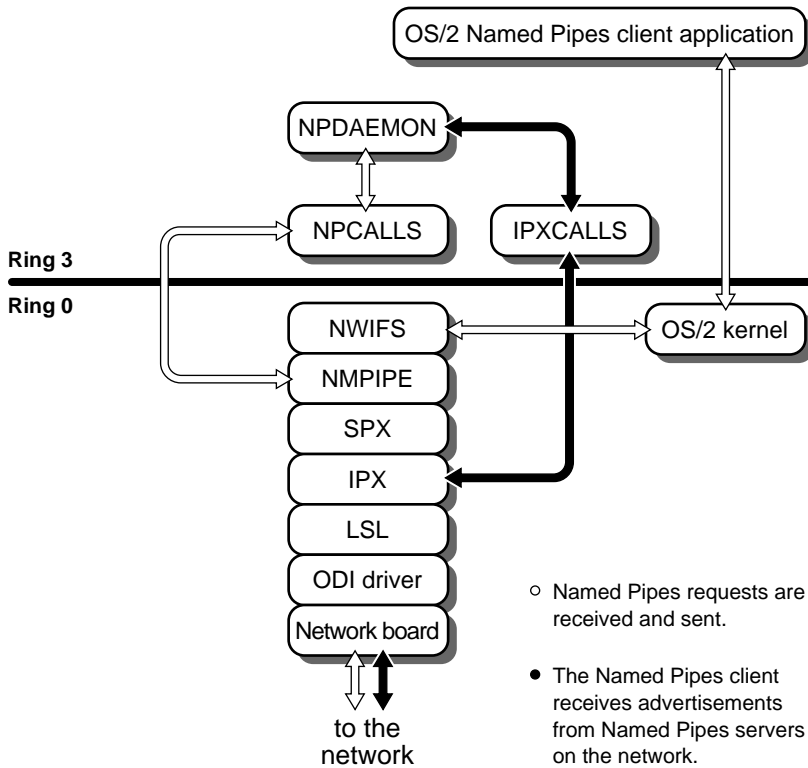 OS/2 Named Pipes client application
NPDAEMON
NPCALLS
IPXCALLS
Ring 3
Ring 0
NWIFS
OS/2 kernel
NMPIPE
SPX
IPX
LSL
ODI driver
Network board
to the
network
Named Pipes requests are
received and sent.
The Named Pipes client
receives advertisements
from Named Pipes servers
on the network.